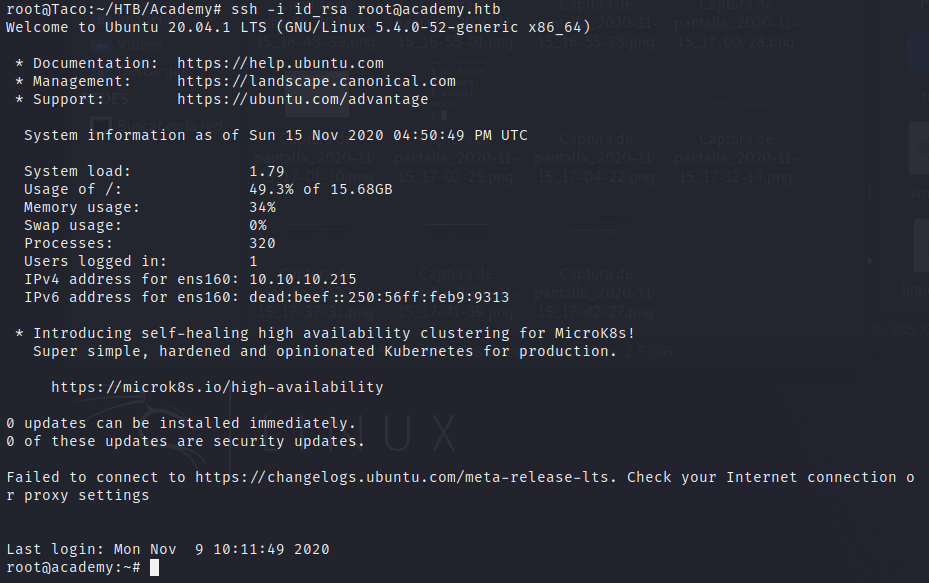 root@Taco:~/HTB/Academy# ssh -i id_rsa root@academy.htb
Welcome to Ubuntu 20.04.1 LTS (GNU/Linux 5.4.0-52-generic x86_64)
* Documentation:  https://help.ubuntu.com
* Management:     https://landscape.canonical.com
* Support:        https://ubuntu.com/advantage
System information as of Sun 15 Nov 2020 04:50:49 PM UTC
System load:             1.79
Usage of /:              49.3% of 15.68GB
Memory usage:            34%
Swap usage:              0%
Processes:               320
Users logged in:         1
IPv4 address for ens160: 10.10.10.215
IPv6 address for ens160: dead:beef::250:56ff:feb9:9313
* Introducing self-healing high availability clustering for MicroK8s!
Super simple, hardened and opinionated Kubernetes for production.
https://microk8s.io/high-availability
0 updates can be installed immediately.
0 of these updates are security updates.
Failed to connect to https://changelogs.ubuntu.com/meta-release-lts. Check your Internet connection o
r proxy settings
Last login: Mon Nov  9 10:11:49 2020
root@academy:~#